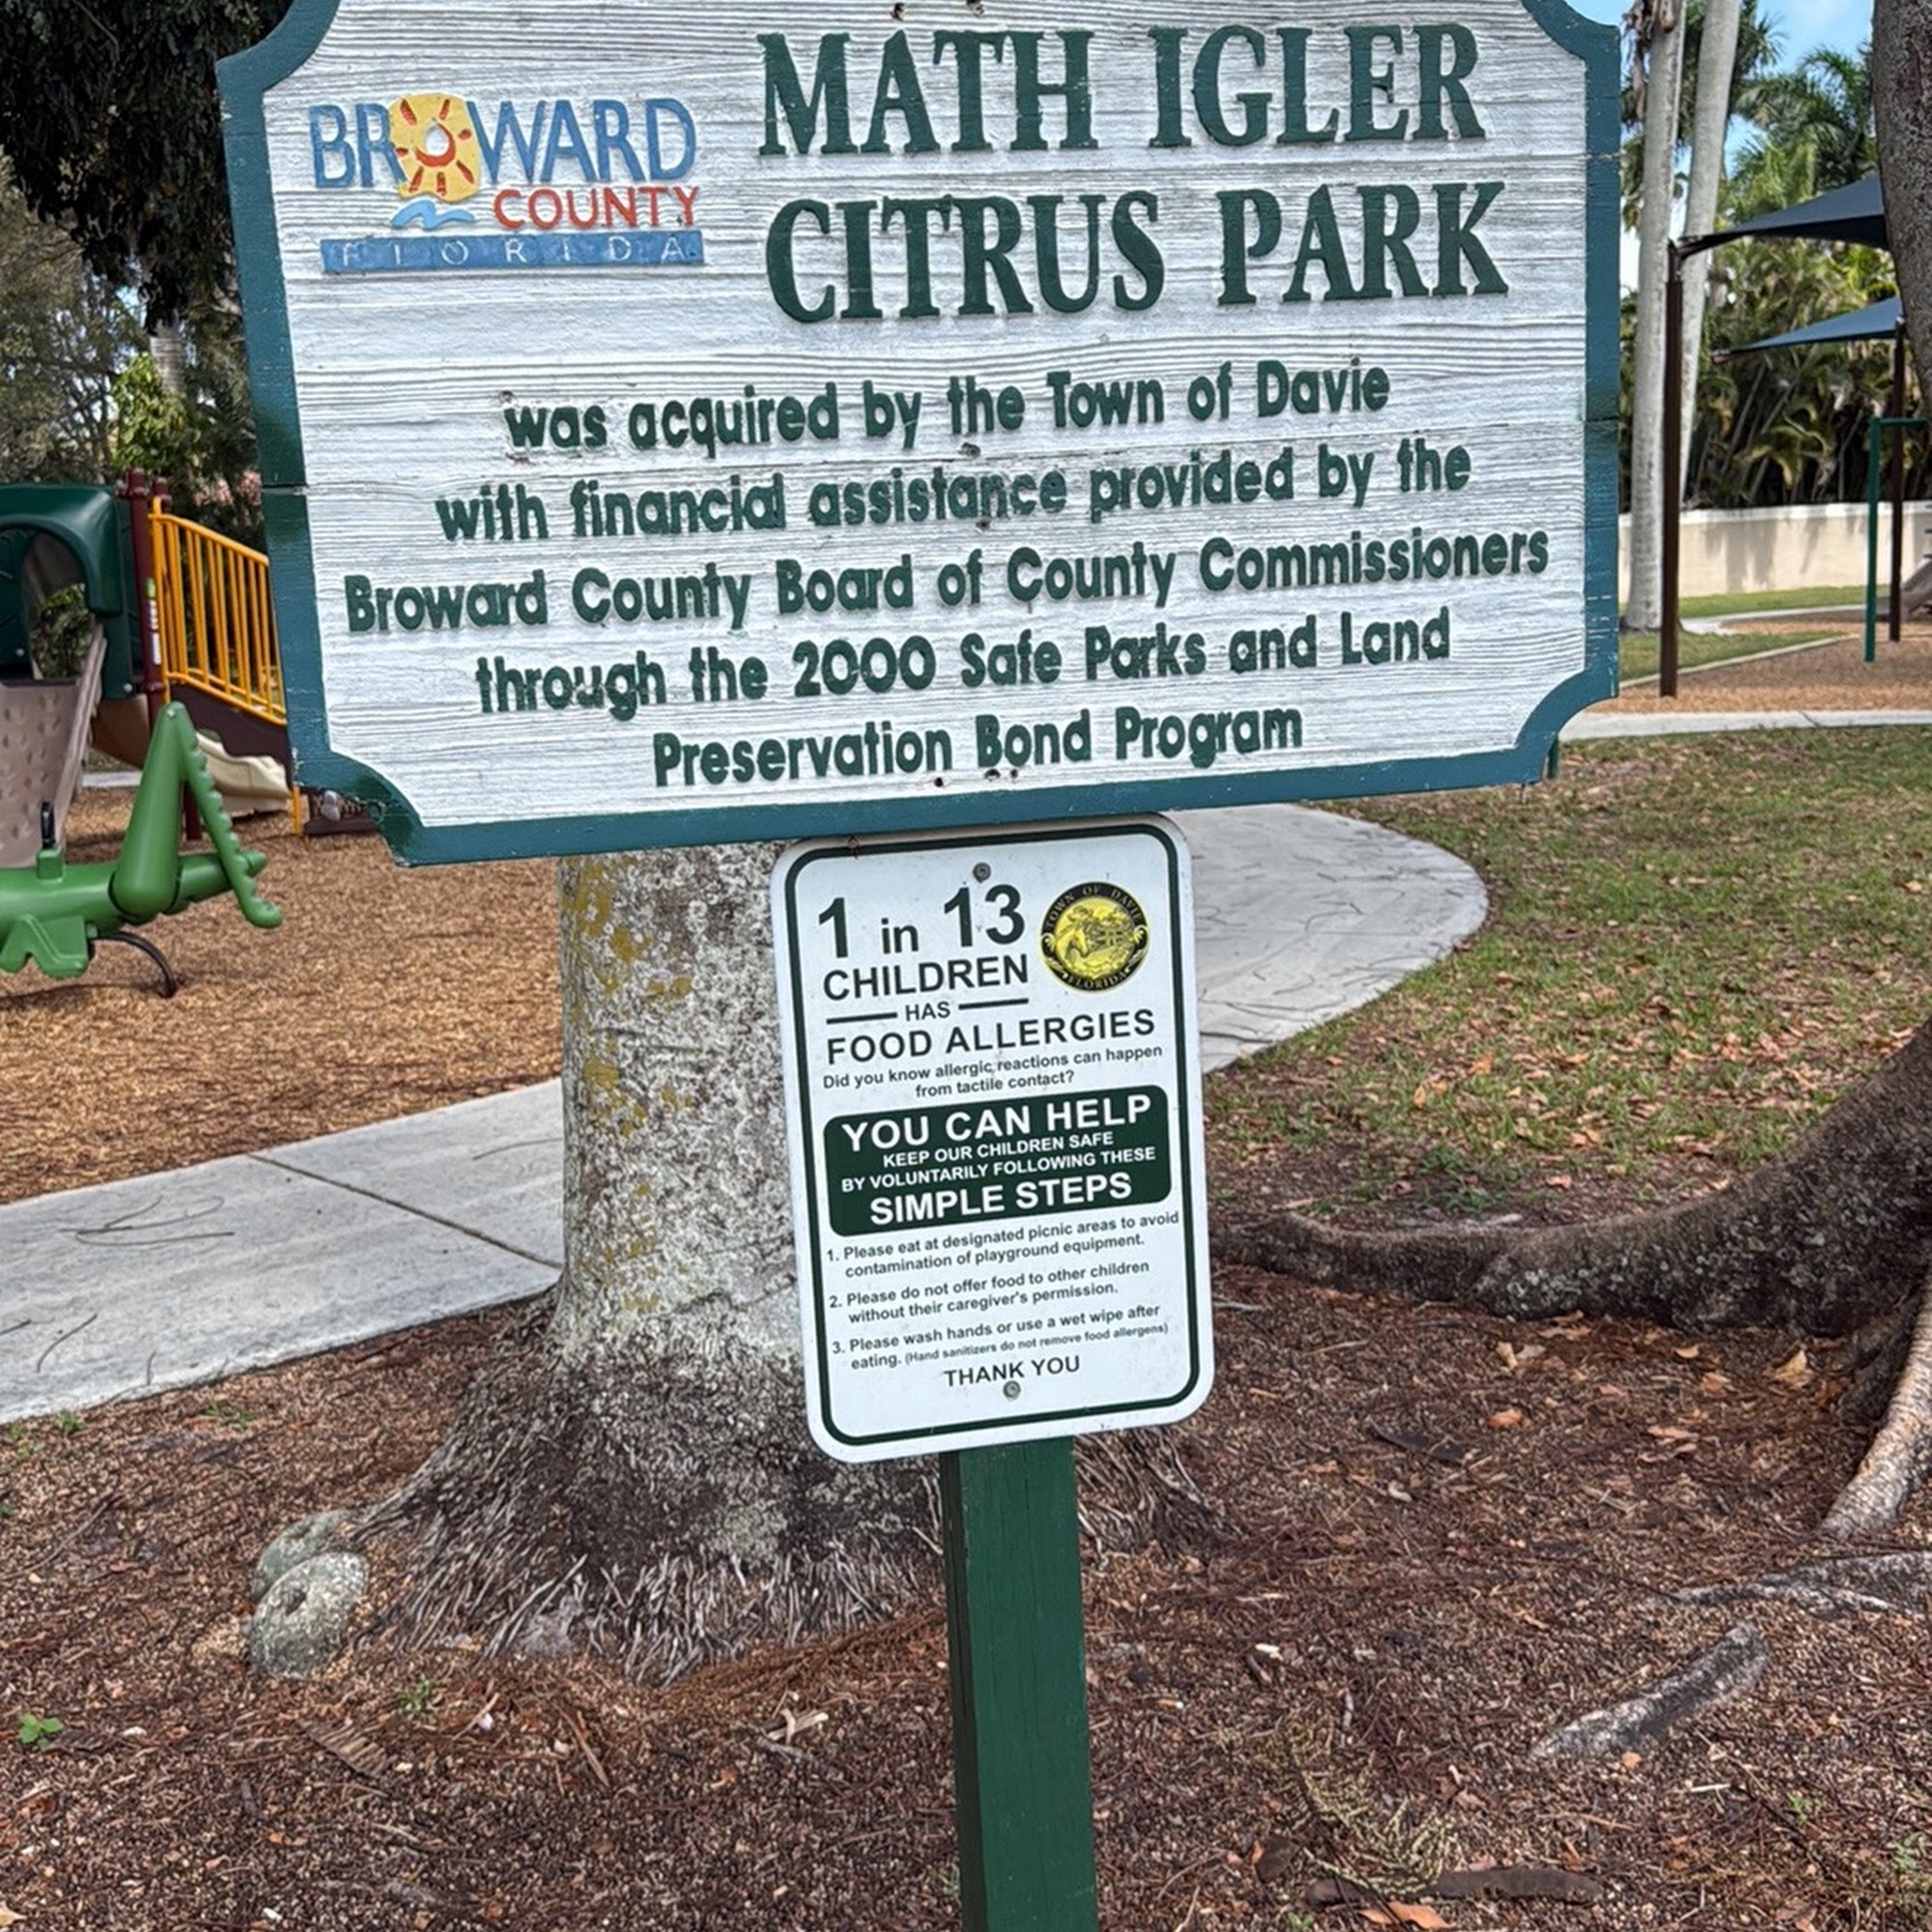 BROWARD
COUNTY
FLORIDA
MATH IGLER
CITRUS PARK
was acquired by the Town of Davie
with financial assistance provided by the
Broward County Board of County Commissioners
through the 2000 Safe Parks and Land
Preservation Bond Program
1 in 13
CHILDREN
HAS
FOOD ALLERGIES
TOWN OF DAVIE
FLORIDA
Did you know allergic reactions can happen
from tactile contact?
YOU CAN HELP
KEEP OUR CHILDREN SAFE
BY VOLUNTARILY FOLLOWING THESE
SIMPLE STEPS
1. Please eat at designated picnic areas to avoid
contamination of playground equipment.
2. Please do not offer food to other children
without their caregiver's permission.
3. Please wash hands or use a wet wipe after
eating. (Hand sanitizers do not remove food allergens)
THANK YOU